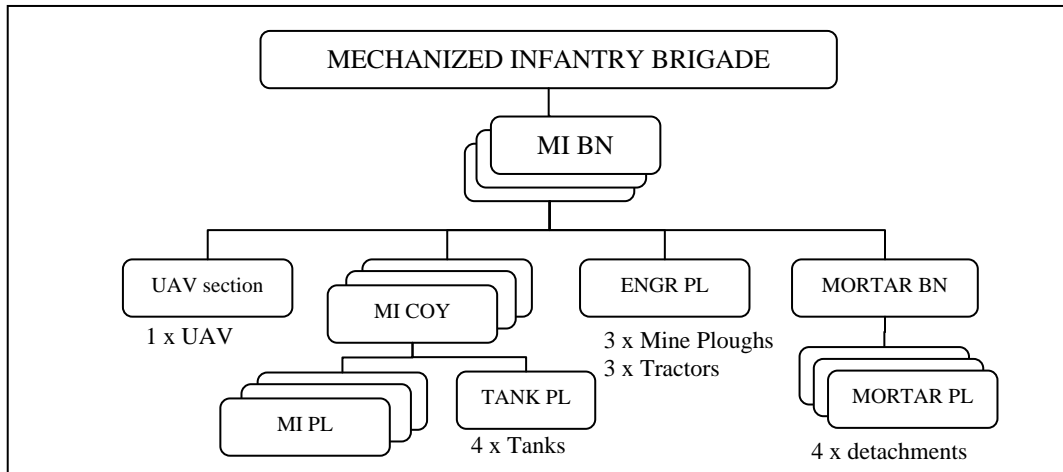 MECHANIZED INFANTRY BRIGADE
MI BN
UAV section
MI COY
ENGR PL
MORTAR BN
1 x UAV
3 x Mine Ploughs
3 x Tractors
MI PL
TANK PL
MORTAR PL
4 x Tanks
4 x detachments